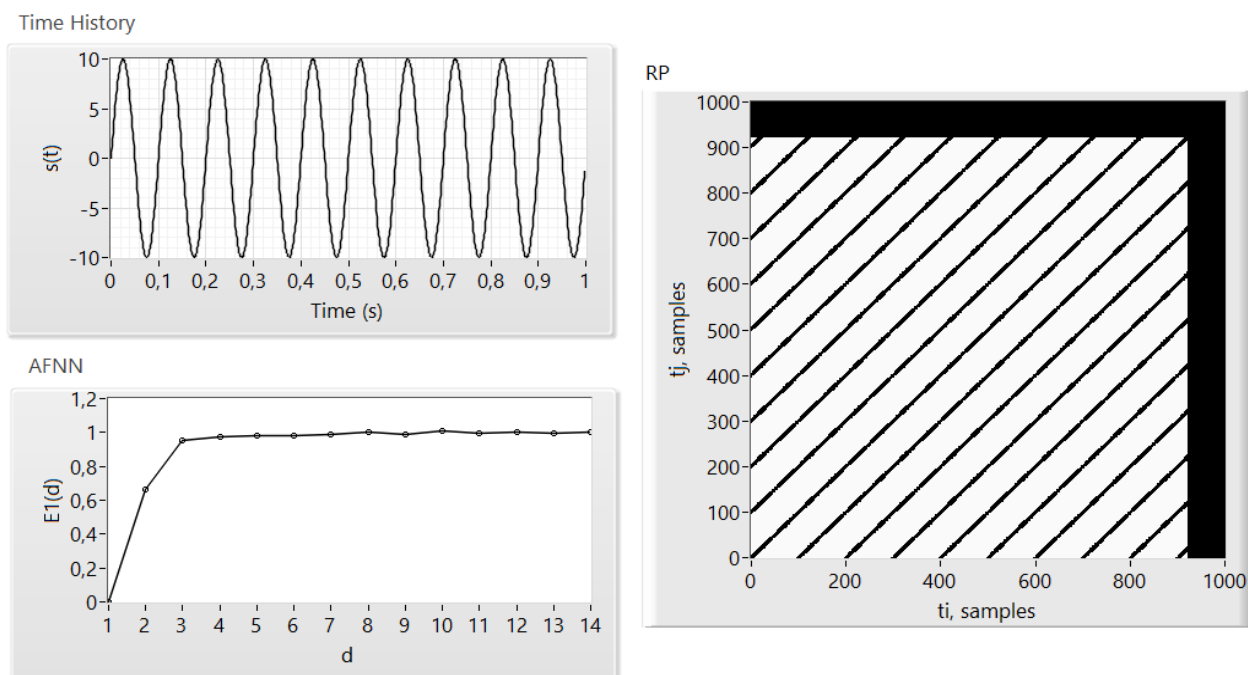 Time History
10
5
0
-5
-10
s(t)
0 0,1 0,2 0,3 0,4 0,5 0,6 0,7 0,8 0,9 1
Time (s)
AFNN
1,2
1
0,8
0,6
0,4
0,2
0
E1(d)
1 2 3 4 5 6 7 8 9 10 11 12 13 14
d
RP
1000
900
800
700
600
500
400
300
200
100
0
tj, samples
0 200 400 600 800 1000
ti, samples